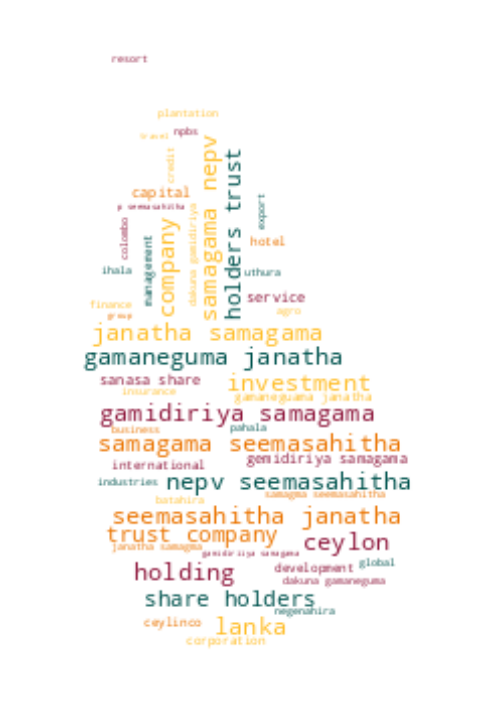 resort
plantation
travel
npbs
credit
nepv
holders trust
capital
p seemasahitha
export
colombo
company
samagama
dakuna gamidiriya
management
hotel
ihala
uthura
service
finance
agro
group
janatha samagama
gamaneguma janatha
sanasa share
investment
insurance
gamaneguama janatha
gamidiriya samagama
business
pahala
samagama seemasahitha
international
gemidiriya samagama
industries
nepv seemasahitha
samagma seemasahitha
batahira
seemasahitha janatha
trust company
ceylon
janatha samagma
gamidiriya samagama
global
holding
development
dakuna gamaneguma
share holders
negenahira
ceylinco
lanka
corporation